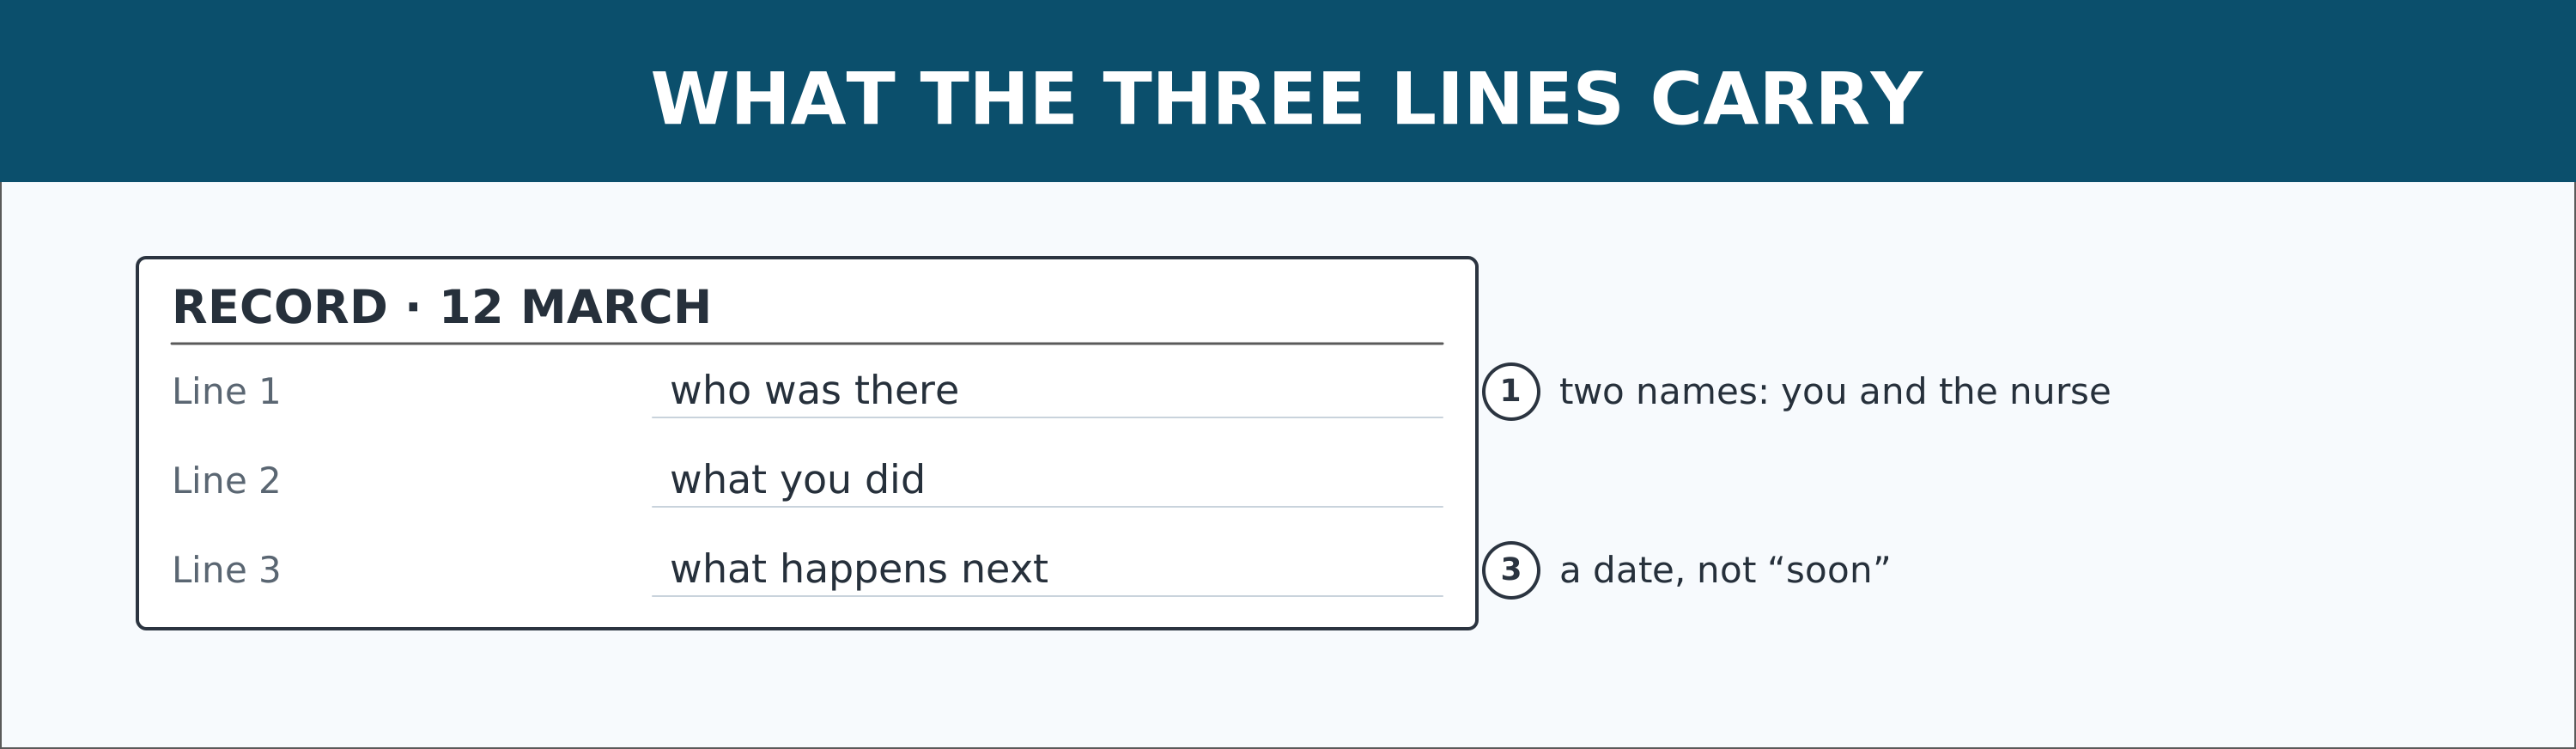 WHAT THE THREE LINES CARRY
RECORD · 12 MARCH
Line 1 who was there 1 two names: you and the nurse
Line 2 what you did
Line 3 what happens next 3 a date, not “soon”